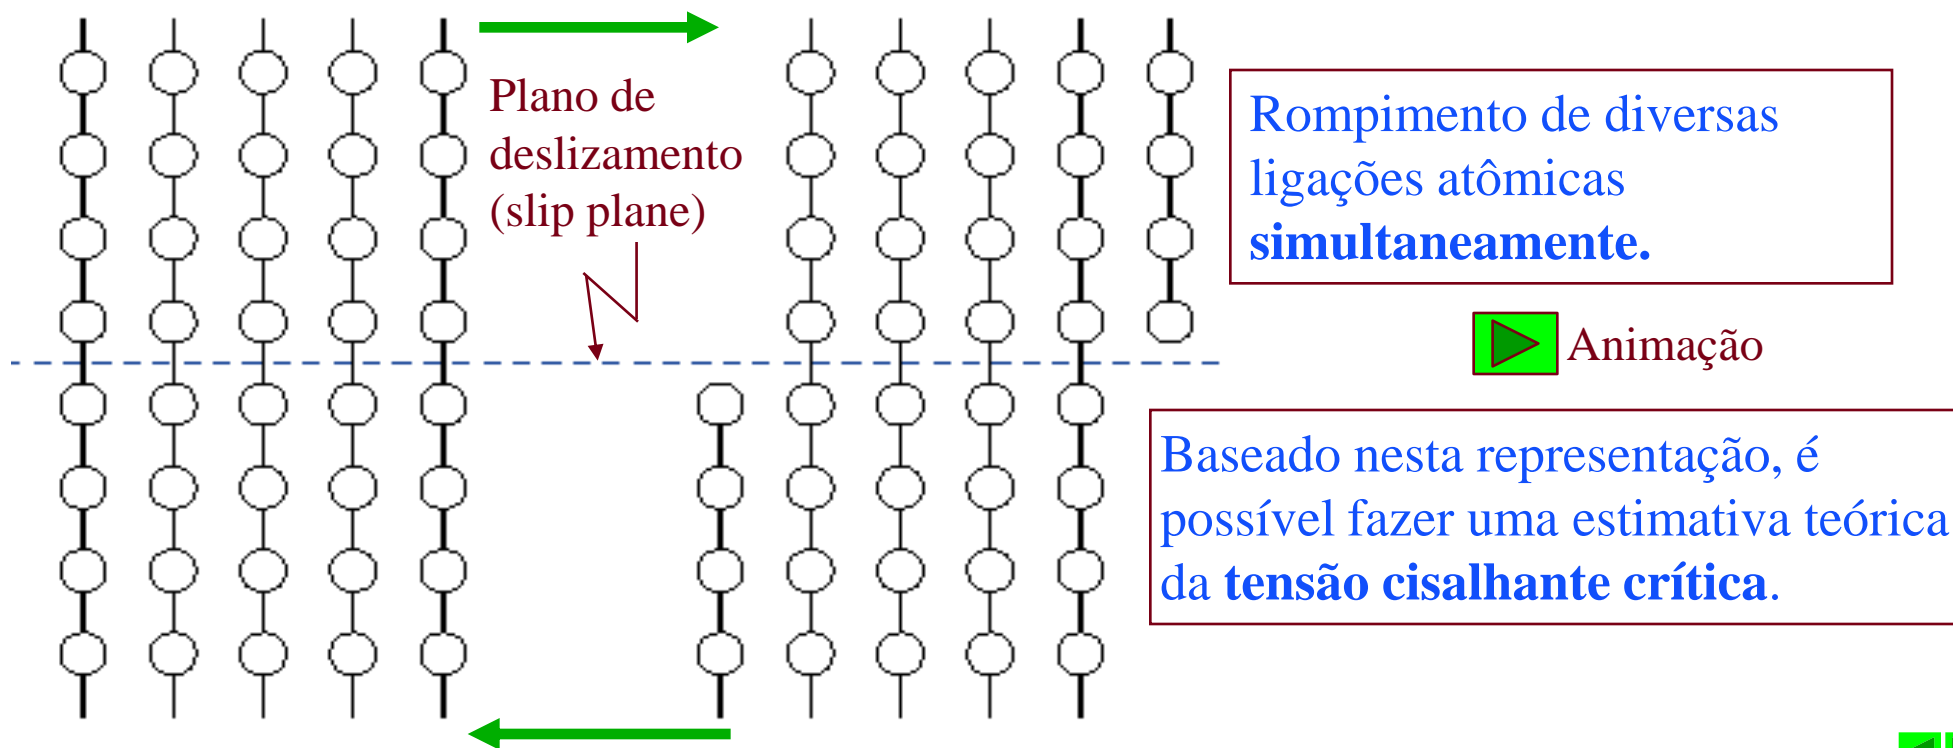 Plano de
deslizamento
(slip plane)
Rompimento de diversas
ligações atômicas
simultaneamente.
Animação
Baseado nesta representação, é
possível fazer uma estimativa teórica
da tensão cisalhante crítica.